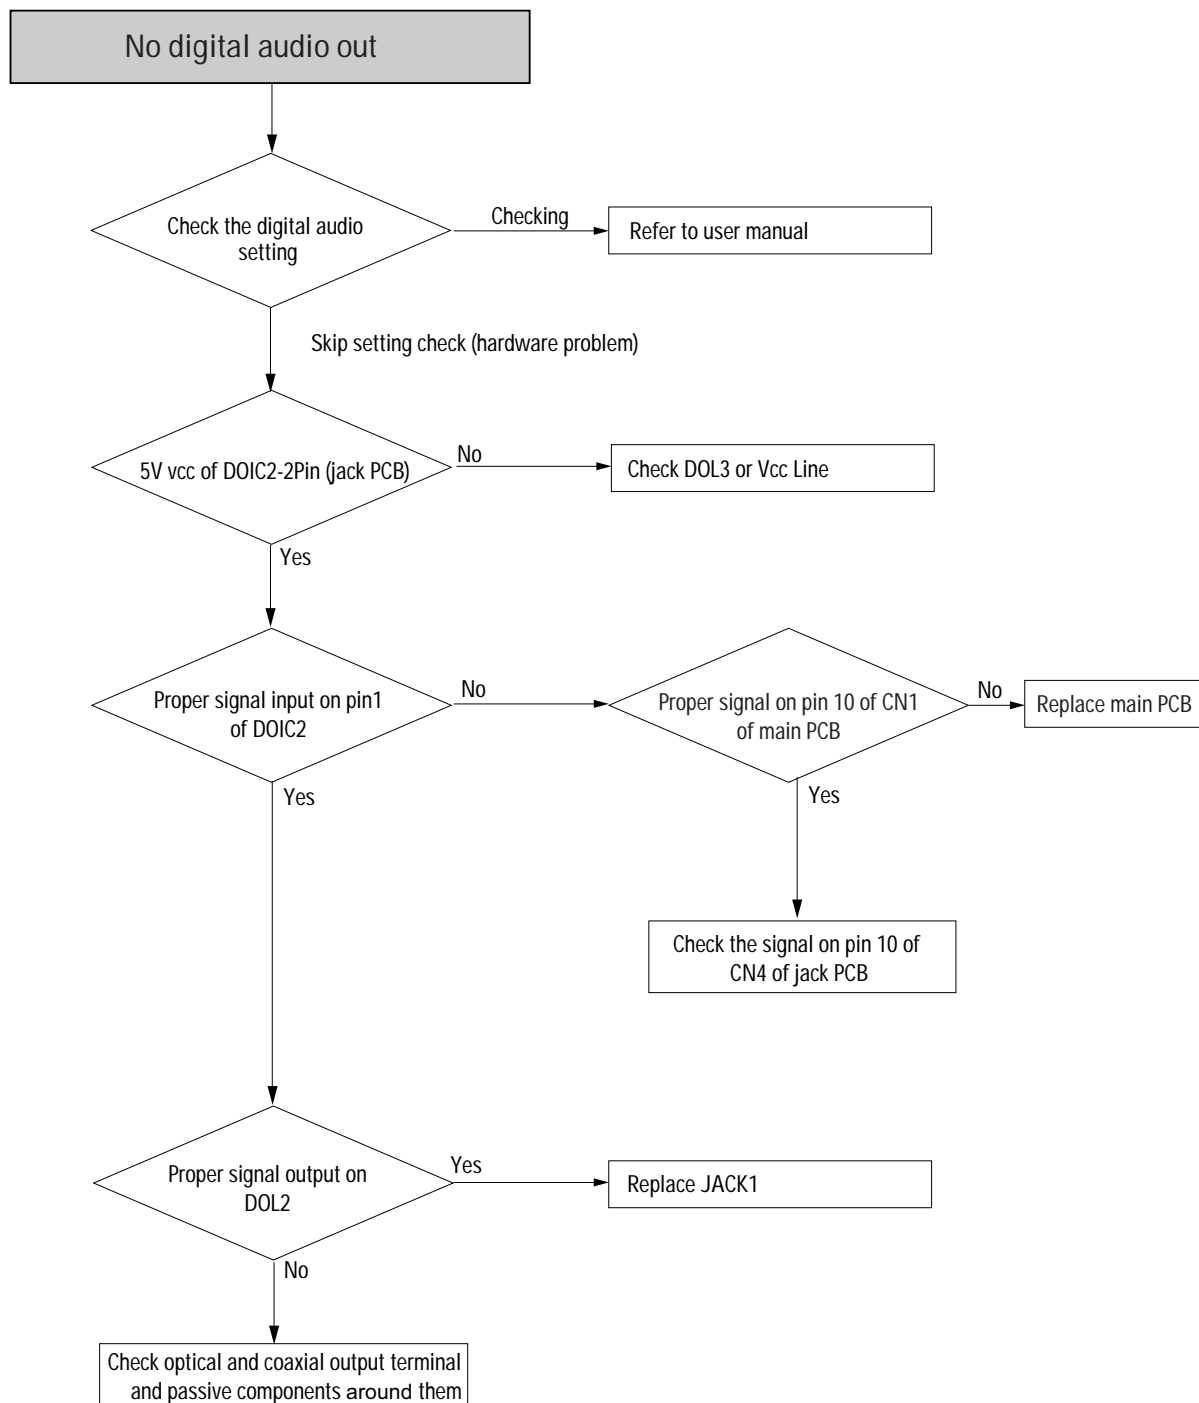 No digital audio out
Check the digital audio
setting
Checking
Refer to user manual
Skip setting check (hardware problem)
5V vcc of DOIC2-2Pin (jack PCB)
No
Check DOL3 or Vcc Line
Yes
Proper signal input on pin1
of DOIC2
No
Proper signal on pin 10 of CN1
of main PCB
No
Replace main PCB
Yes
Yes
Check the signal on pin 10 of
CN4 of jack PCB
Proper signal output on
DOL2
Yes
Replace JACK1
No
Check optical and coaxial output terminal
and passive components around them